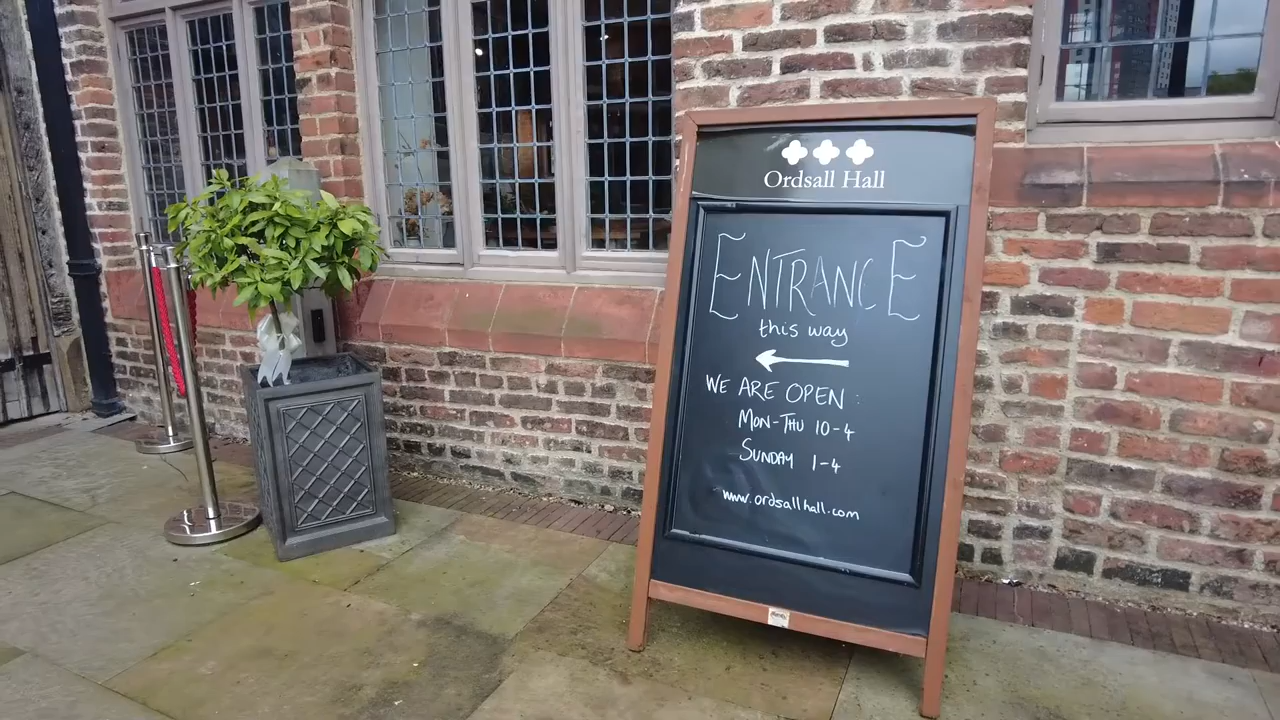 Ordsall Hall
ENTRANCE
this way
WE ARE OPEN:
MON-THU 10-4
SUNDAY 1-4
www.ordsallhall.com